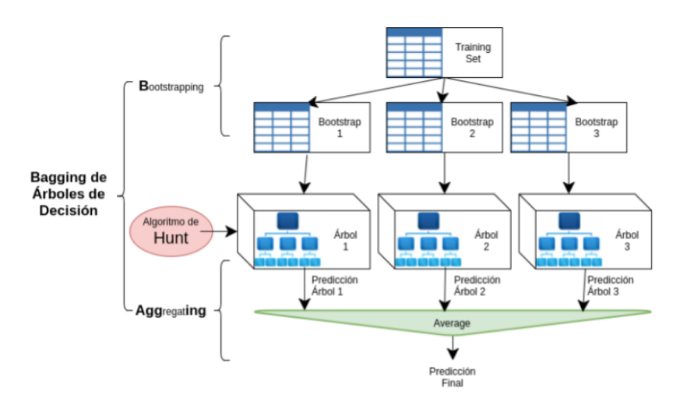 Training
Set
Bootstrapping
Bootstrap
1
Bootstrap
2
Bootstrap
3
Bagging de
Árboles de
Decisión
Algoritmo de
Hunt
Árbol
1
Árbol
2
Árbol
3
Predicción
Árbol 1
Predicción
Árbol 2
Predicción
Árbol 3
Aggregating
Average
Predicción
Final